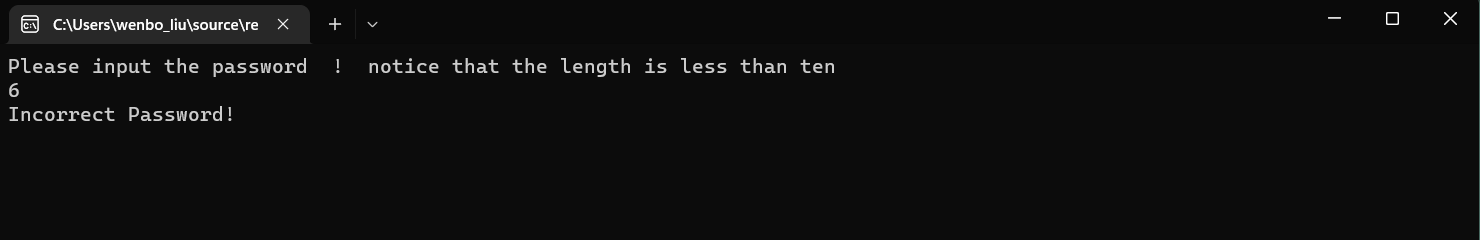 C:\Users\wenbo_liu\source\re
Please input the password  !  notice that the length is less than ten
6
Incorrect Password!